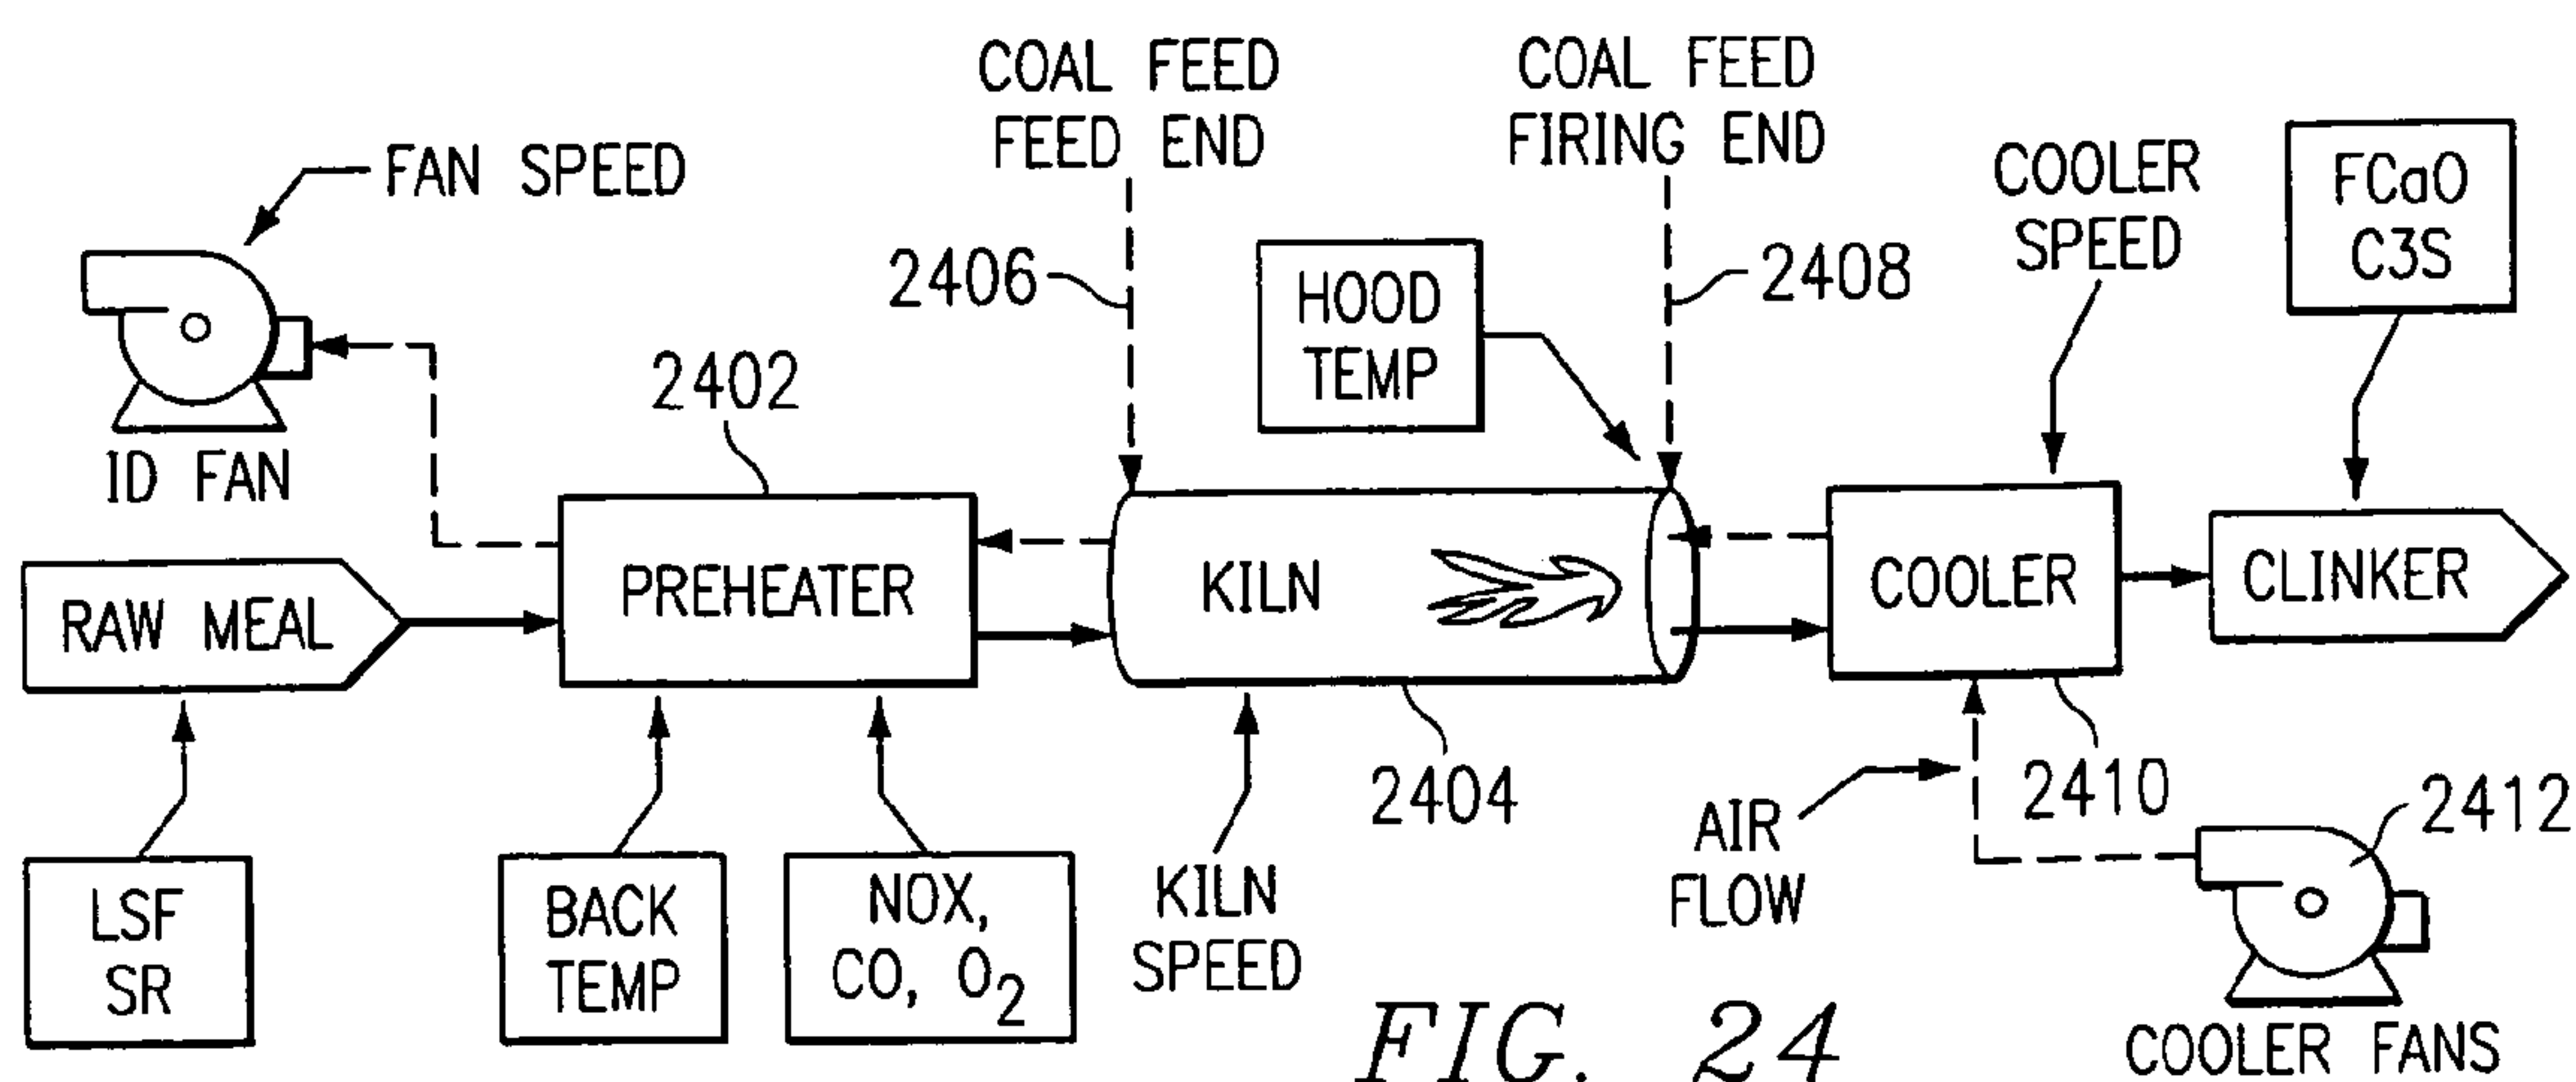 COAL FEED
FEED END
COAL FEED
FIRING END
FAN SPEED
COOLER
SPEED
FCaO
C3S
2406
HOOD
TEMP
2408
2402
ID FAN
RAW MEAL
PREHEATER
KILN
COOLER
CLINKER
2404
2410
2412
AIR
FLOW
LSF
SR
BACK
TEMP
NOX,
CO, O₂
KILN
SPEED
COOLER FANS
FIG. 24